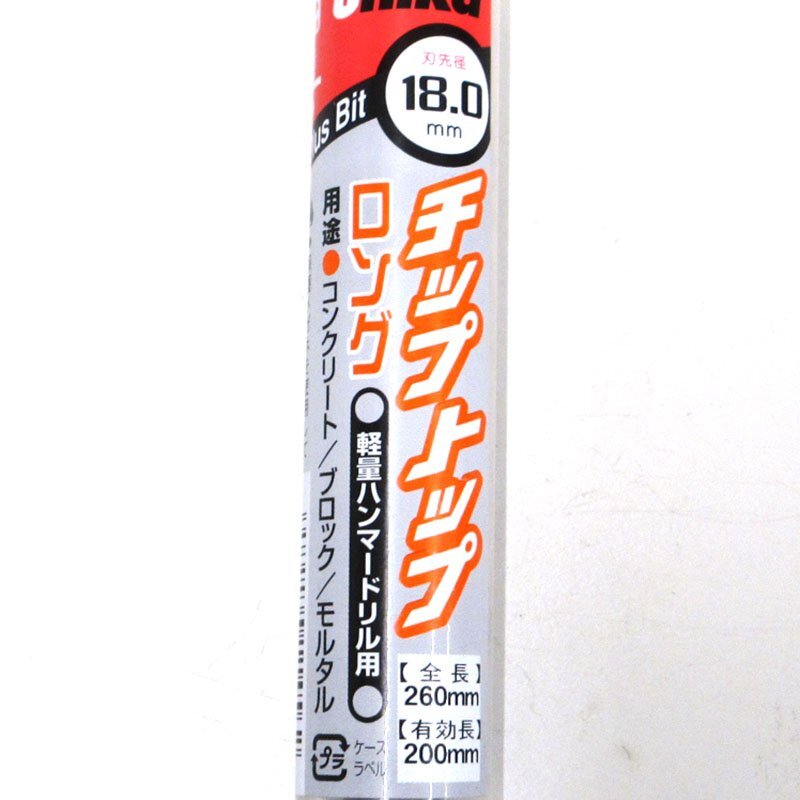 us Bit
刃先径
18.0
mm
チップトップ
ロング
軽量ハンマードリル用
用途●コンクリート/ブロック/モルタル
【全長】
260mm
【有効長】
200mm
プラ
ケース
ラベル